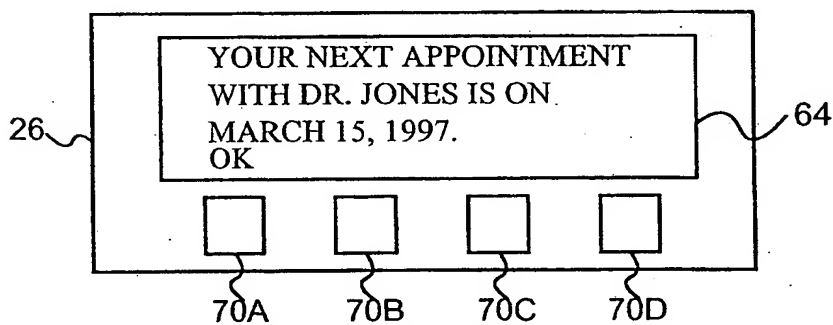 YOUR NEXT APPOINTMENT
WITH DR. JONES IS ON
MARCH 15, 1997.
OK
26
64
70A 70B 70C 70D